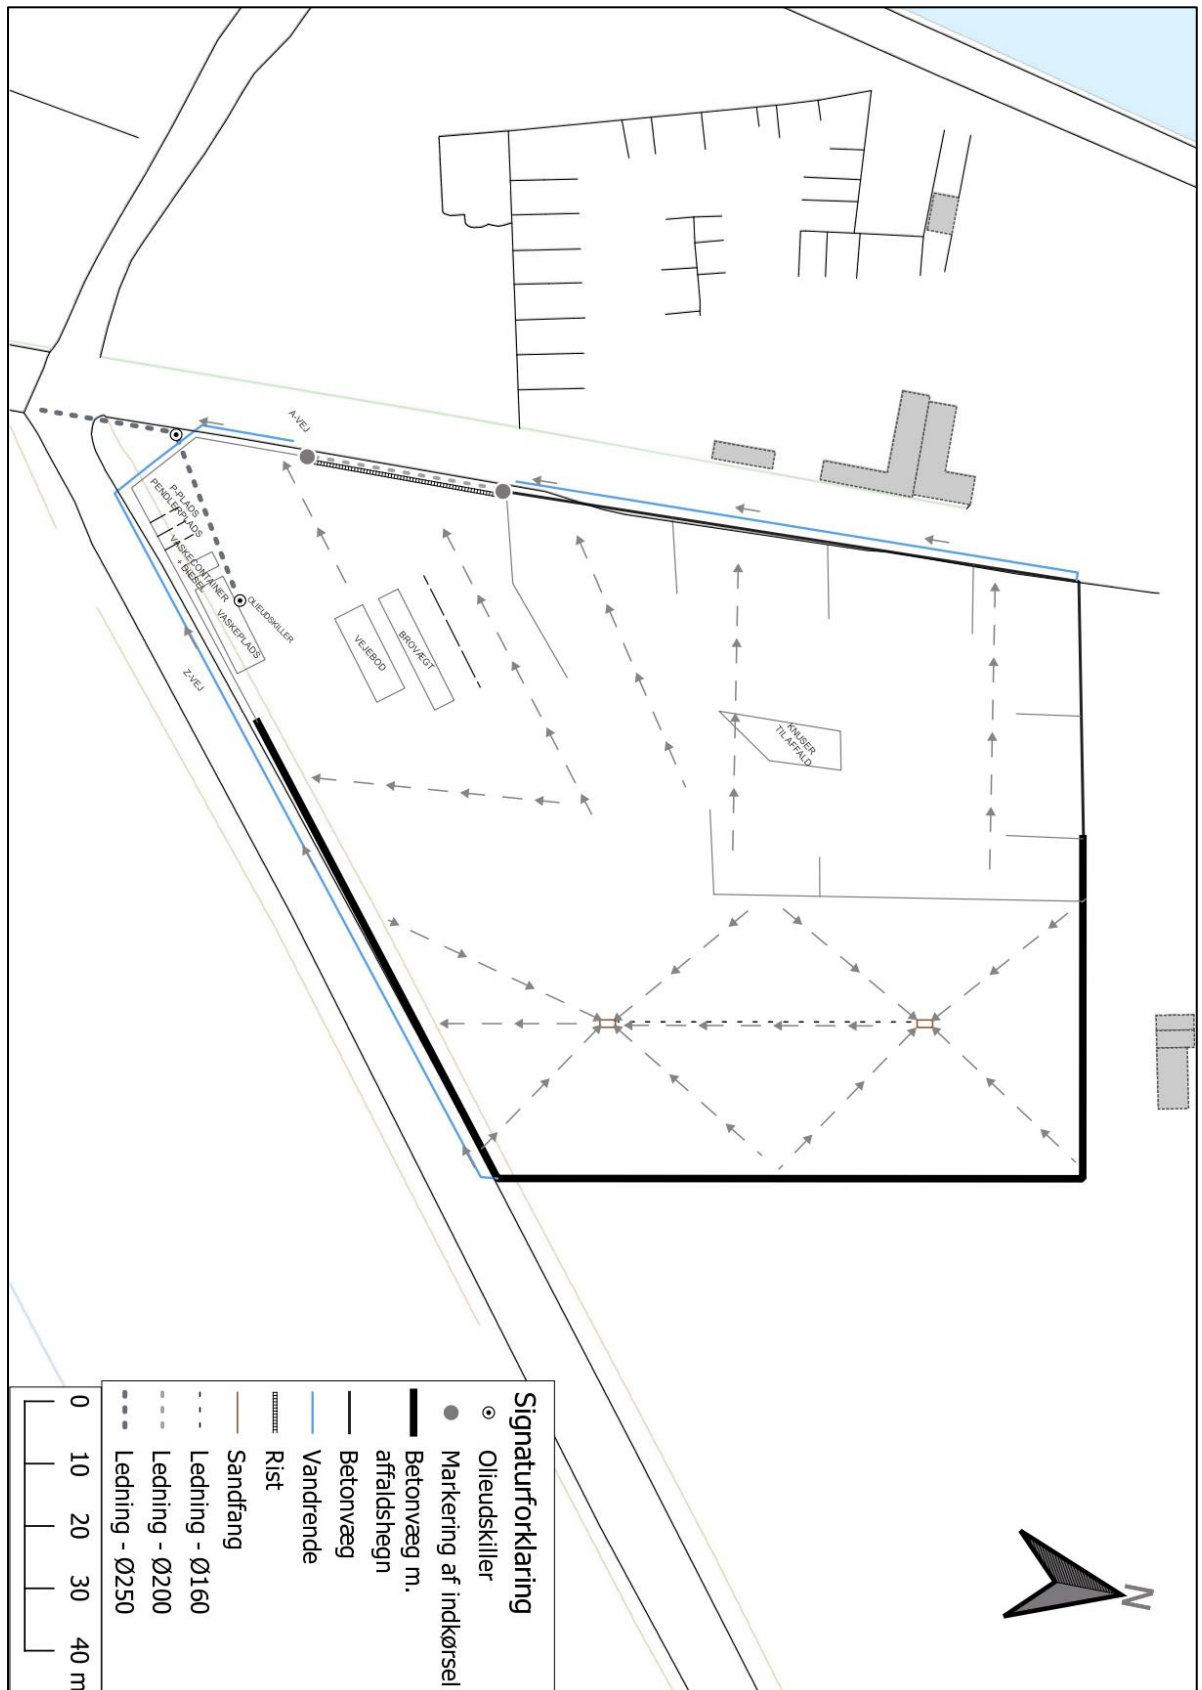 A-VEJ
P-PLADS
PENDLERPLADS
VASKECONTAINER
+ DIESEL
OLIEUDSKILLER
VASKEPLADS
Z-VEJ
VEJEBOD
BROVÆGT
KNUSER
TIL AFFALD
Signaturforklaring
Olieudskiller
Markering af indkørsel
Betonvæg m.
affaldshegn
Betonvæg
Vandrende
Rist
Sandfang
Ledning - Ø160
Ledning - Ø200
Ledning - Ø250
0 10 20 30 40 m
N